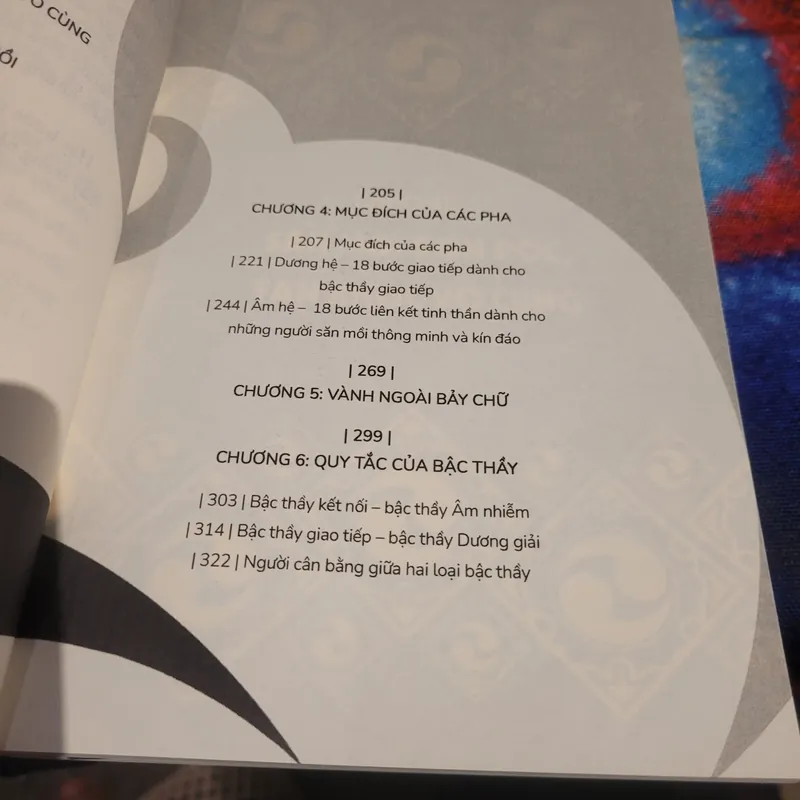 CÙNG
| 205 |
CHƯƠNG 4: MỤC ĐÍCH CỦA CÁC PHA
| 207 | Mục đích của các pha
| 221 | Dương hệ – 18 bước giao tiếp dành cho
bậc thầy giao tiếp
| 244 | Âm hệ – 18 bước liên kết tinh thần dành cho
những người săn mồi thông minh và kín đáo
| 269 |
CHƯƠNG 5: VÀNH NGOÀI BẢY CHỮ
| 299 |
CHƯƠNG 6: QUY TẮC CỦA BẬC THẦY
| 303 | Bậc thầy kết nối – bậc thầy Âm nhiễm
| 314 | Bậc thầy giao tiếp – bậc thầy Dương giải
| 322 | Người cân bằng giữa hai loại bậc thầy